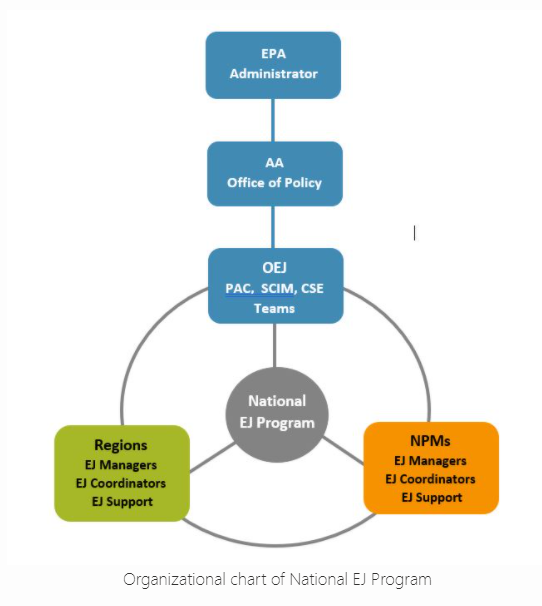 EPA
Administrator
AA
Office of Policy
OEJ
PAC, SCIM, CSE
Teams
National
EJ Program
Regions
EJ Managers
EJ Coordinators
EJ Support
NPMs
EJ Managers
EJ Coordinators
EJ Support
Organizational chart of National EJ Program